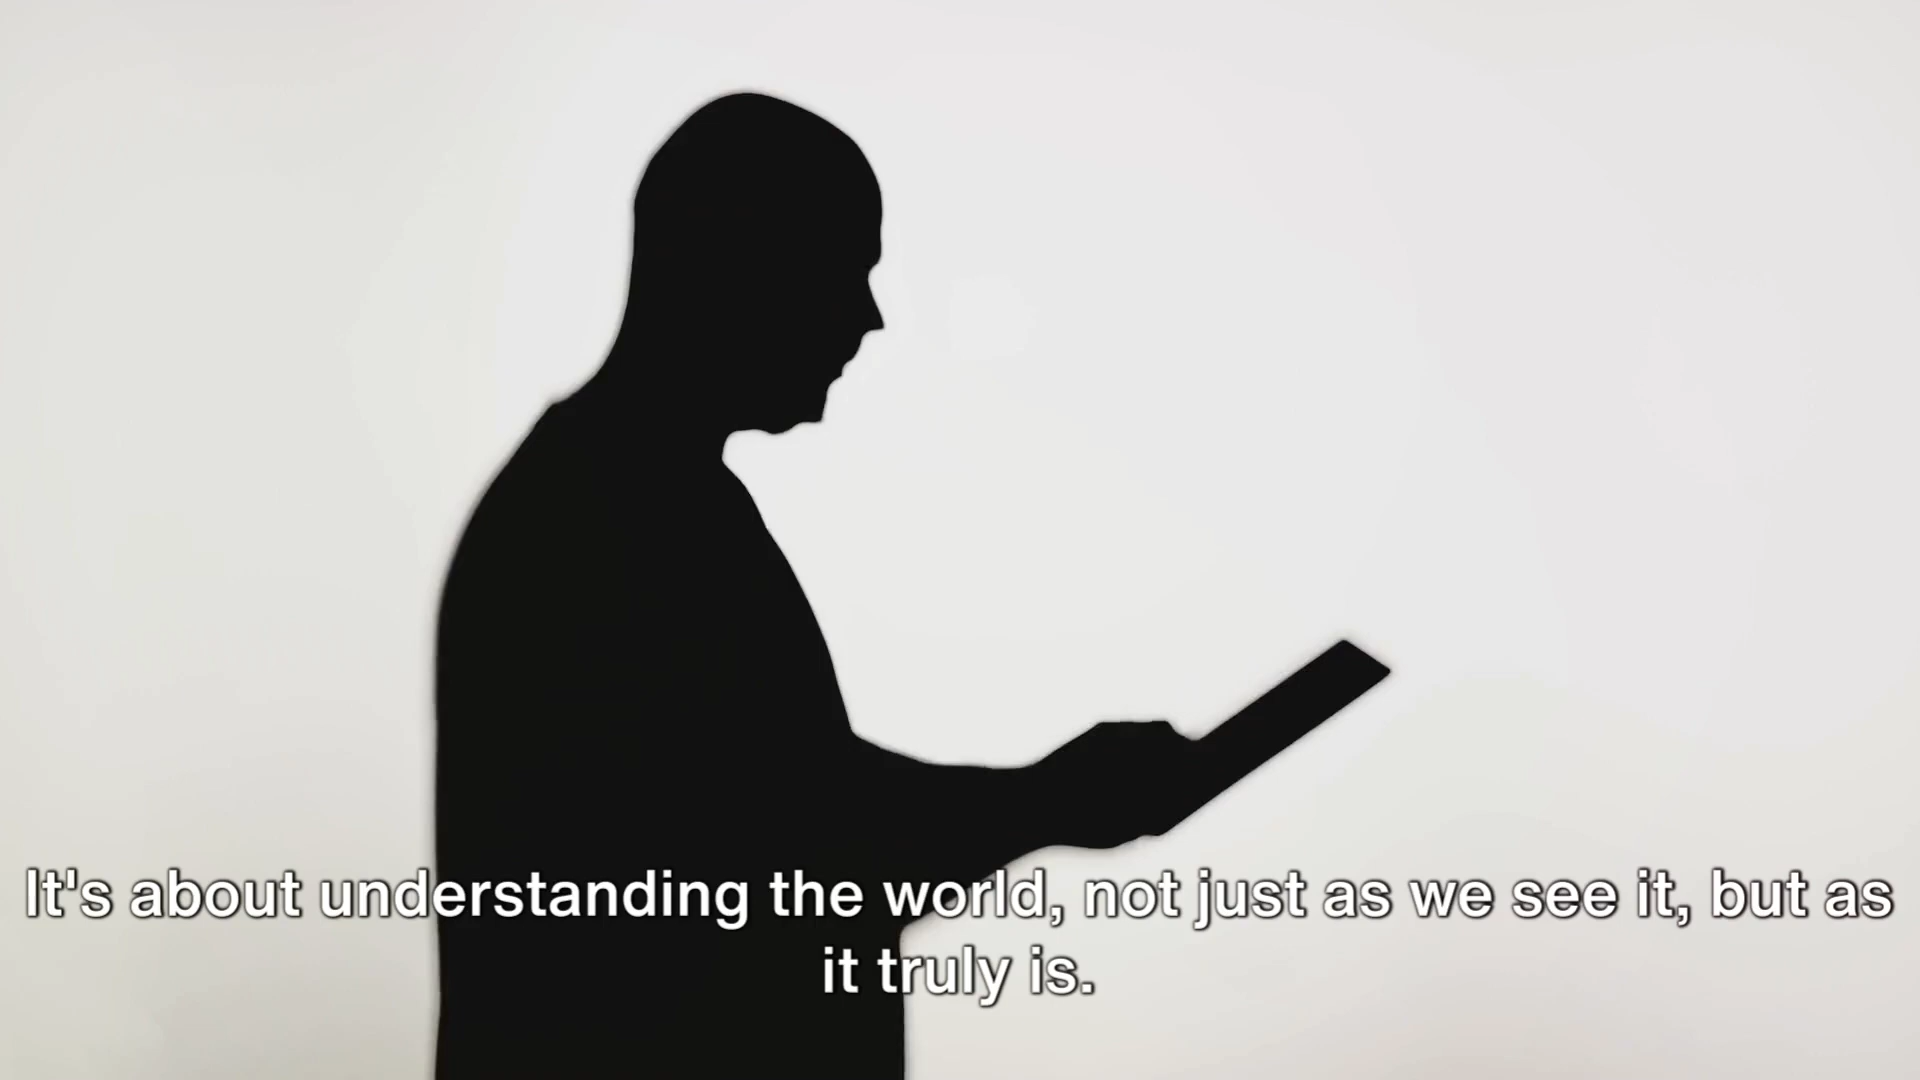 It's about understanding the world, not just as we see it, but as
it truly is.